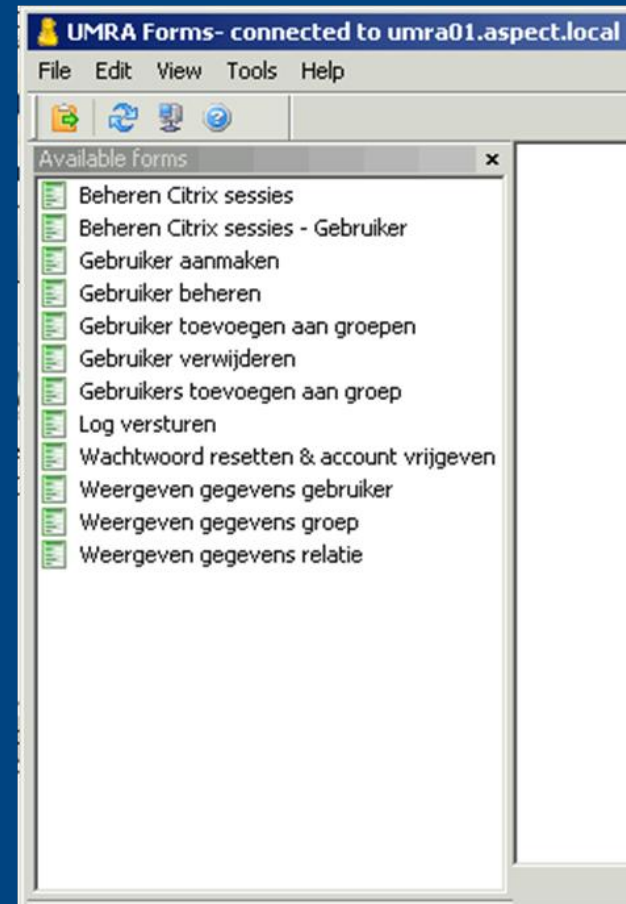 UMRA Forms- connected to umra01.aspect.local
File Edit View Tools Help
Available forms
Beheren Citrix sessies
Beheren Citrix sessies - Gebruiker
Gebruiker aanmaken
Gebruiker beheren
Gebruiker toevoegen aan groepen
Gebruiker verwijderen
Gebruikers toevoegen aan groep
Log versturen
Wachtwoord resetten & account vrijgeven
Weergeven gegevens gebruiker
Weergeven gegevens groep
Weergeven gegevens relatie